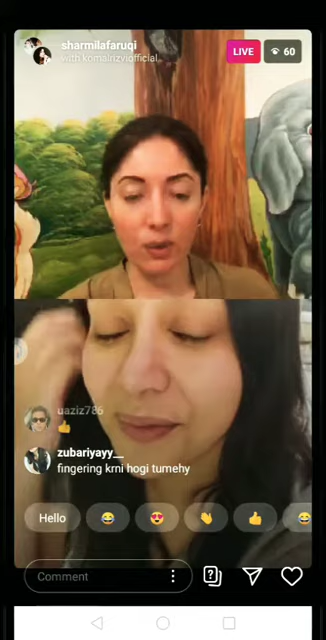 sharmilafaruqi
with komalrizviofficial
LIVE
60
uaziz786
👍
zubariyayy__
fingering krni hogi tumehy
Hello 😂 😍 👏 👍 😂
Comment